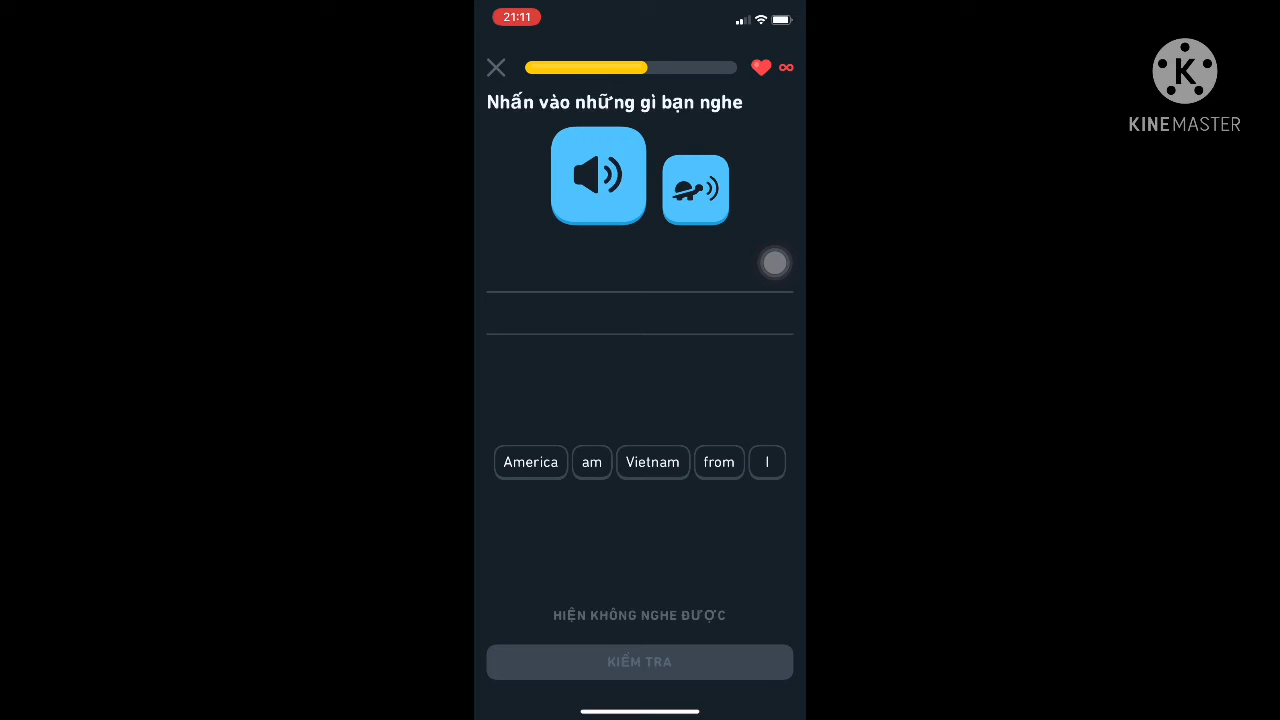 21:11
Nhấn vào những gì bạn nghe
America am Vietnam from I
HIỆN KHÔNG NGHE ĐƯỢC
KIỂM TRA
K
KINEMASTER